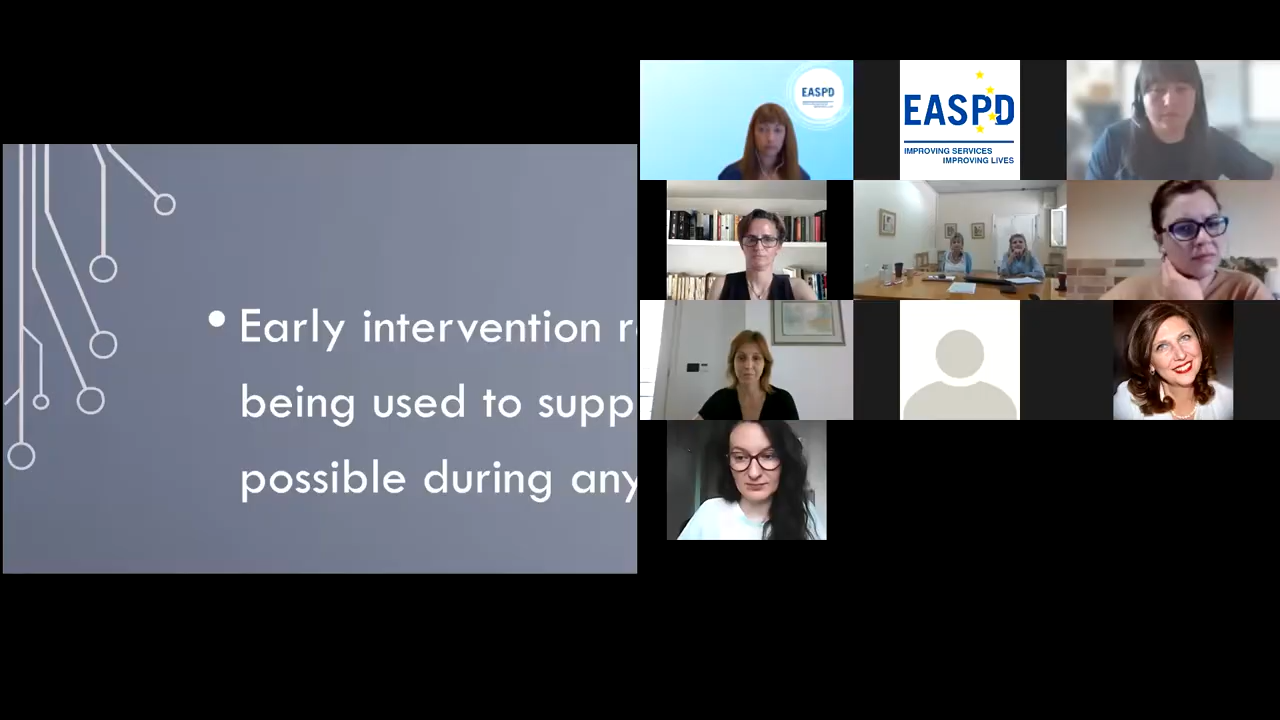 • Early intervention
being used to supp
possible during any
EASPD
EASPD
IMPROVING SERVICES
IMPROVING LIVES